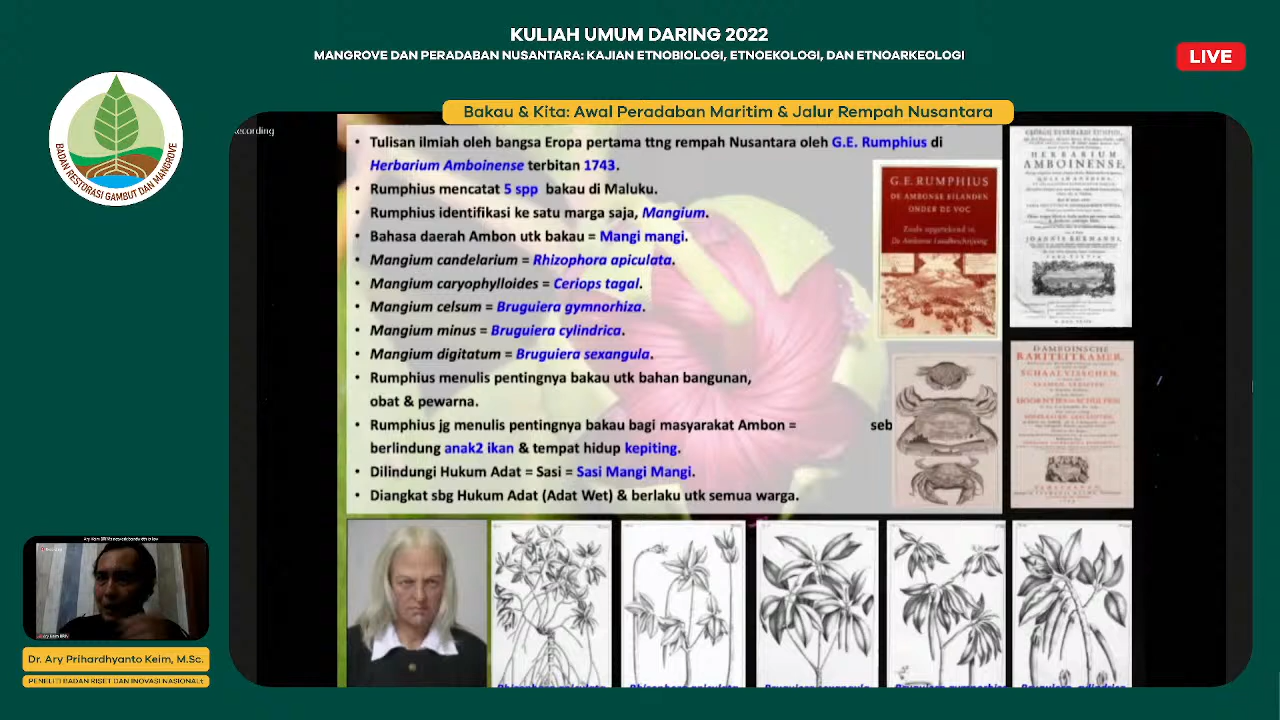 KULIAH UMUM DARING 2022
MANGROVE DAN PERADABAN NUSANTARA: KAJIAN ETNOBIOLOGI, ETNOEKOLOGI, DAN ETNOARKEOLOGI
LIVE
BADAN RESTORASI GAMBUT DAN MANGROVE
Bakau & Kita: Awal Peradaban Maritim & Jalur Rempah Nusantara
ecording
• Tulisan ilmiah oleh bangsa Eropa pertama ttng rempah Nusantara oleh G.E. Rumphius di
Herbarium Amboinense terbitan 1743.
• Rumphius mencatat 5 spp bakau di Maluku.
• Rumphius identifikasi ke satu marga saja, Mangium.
• Bahasa daerah Ambon utk bakau = Mangi mangi.
• Mangium candelarium = Rhizophora apiculata.
• Mangium caryophylloides = Ceriops tagal.
• Mangium celsum = Bruguiera gymnorhiza.
• Mangium minus = Bruguiera cylindrica.
• Mangium digitatum = Bruguiera sexangula.
• Rumphius menulis pentingnya bakau utk bahan bangunan,
obat & pewarna.
• Rumphius jg menulis pentingnya bakau bagi masyarakat Ambon = seb
berlindung anak2 ikan & tempat hidup kepiting.
• Dilindungi Hukum Adat = Sasi = Sasi Mangi Mangi.
• Diangkat sbg Hukum Adat (Adat Wet) & berlaku utk semua warga.
G.E. RUMPHIUS
DE AMBONSE EILANDEN
ONDER DE VOC
HERBARIUM
AMBOINENSE,
RARITEITKAMER,
Dr. Ary Prihardhyanto Keim, M.Sc.
PENELITI BADAN RISET DAN INOVASI NASIONAL